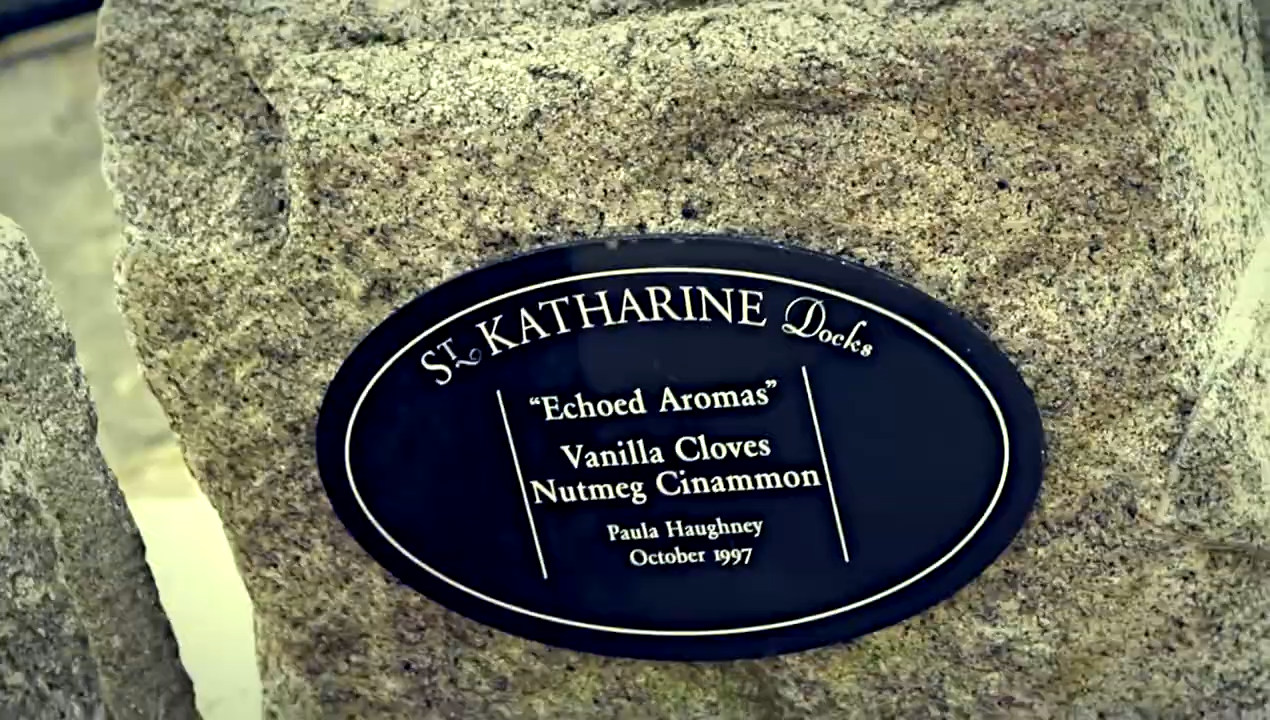 St KATHARINE Docks
“Echoed Aromas”
Vanilla Cloves
Nutmeg Cinammon
Paula Haughney
October 1997